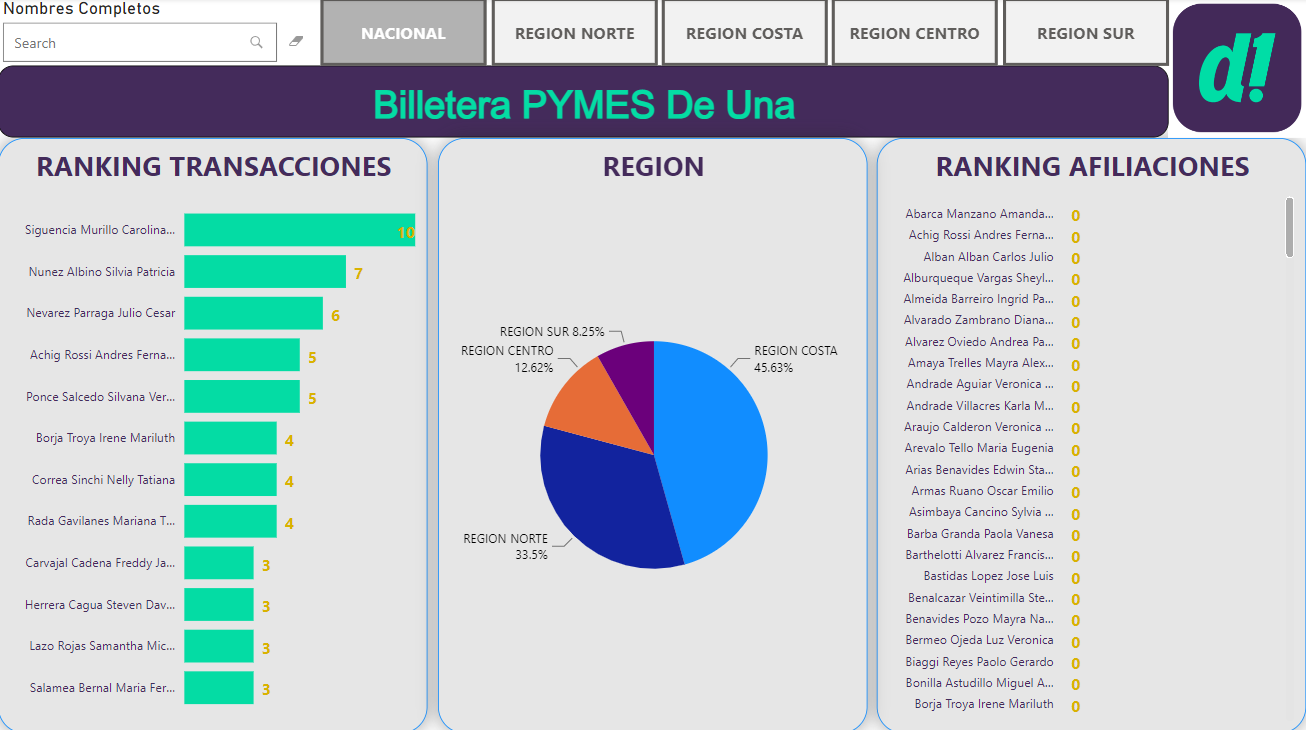 Nombres Completos
Search
NACIONAL
REGION NORTE
REGION COSTA
REGION CENTRO
REGION SUR
d!
Billetera PYMES De Una
RANKING TRANSACCIONES
Siguencia Murillo Carolina... 10
Nunez Albino Silvia Patricia 7
Nevarez Parraga Julio Cesar 6
Achig Rossi Andres Ferna... 5
Ponce Salcedo Silvana Ver... 5
Borja Troya Irene Mariluth 4
Correa Sinchi Nelly Tatiana 4
Rada Gavilanes Mariana T... 4
Carvajal Cadena Freddy Ja... 3
Herrera Cagua Steven Dav... 3
Lazo Rojas Samantha Mic... 3
Salamea Bernal Maria Fer... 3
REGION
REGION SUR 8.25%
REGION CENTRO
12.62%
REGION COSTA
45.63%
REGION NORTE
33.5%
RANKING AFILIACIONES
Abarca Manzano Amanda... 0
Achig Rossi Andres Ferna... 0
Alban Alban Carlos Julio 0
Alburqueque Vargas Sheyl... 0
Almeida Barreiro Ingrid Pa... 0
Alvarado Zambrano Diana... 0
Alvarez Oviedo Andrea Pa... 0
Amaya Trelles Mayra Alex... 0
Andrade Aguiar Veronica ... 0
Andrade Villacres Karla M... 0
Araujo Calderon Veronica ... 0
Arevalo Tello Maria Eugenia 0
Arias Benavides Edwin Sta... 0
Armas Ruano Oscar Emilio 0
Asimbaya Cancino Sylvia ... 0
Barba Granda Paola Vanesa 0
Barthelotti Alvarez Francis... 0
Bastidas Lopez Jose Luis 0
Benalcazar Veintimilla Ste... 0
Benavides Pozo Mayra Na... 0
Bermeo Ojeda Luz Veronica 0
Biaggi Reyes Paolo Gerardo 0
Bonilla Astudillo Miguel A... 0
Borja Troya Irene Mariluth 0